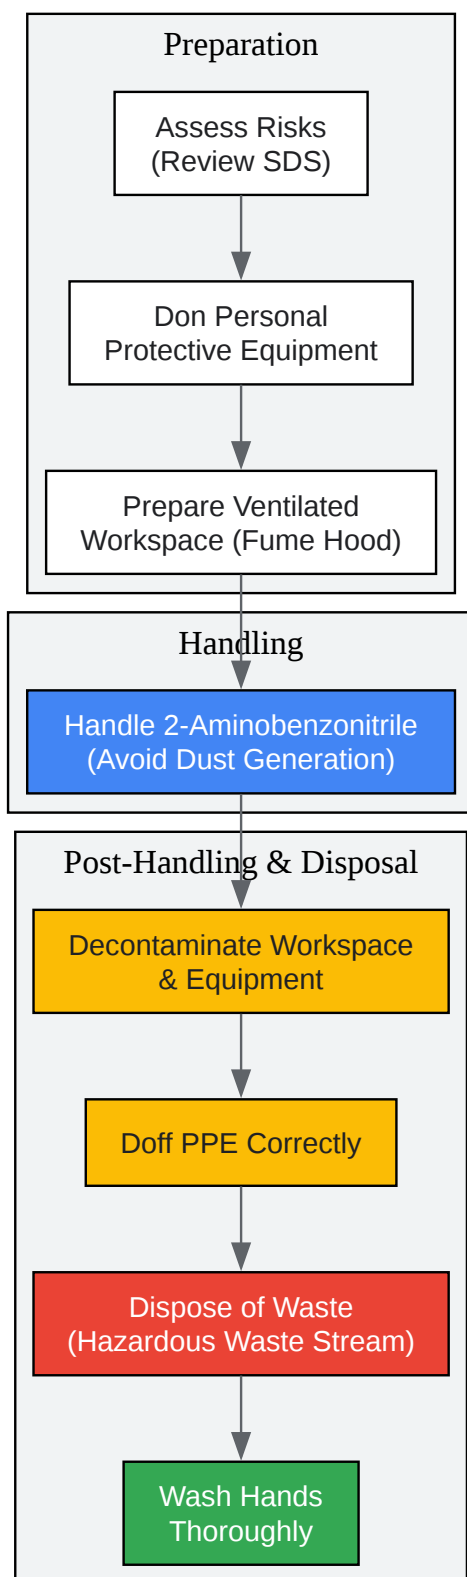 Preparation
Assess Risks
(Review SDS)
Don Personal
Protective Equipment
Prepare Ventilated
Workspace (Fume Hood)
Handling
Handle 2-Aminobenzonitrile
(Avoid Dust Generation)
Post-Handling & Disposal
Decontaminate Workspace
& Equipment
Doff PPE Correctly
Dispose of Waste
(Hazardous Waste Stream)
Wash Hands
Thoroughly